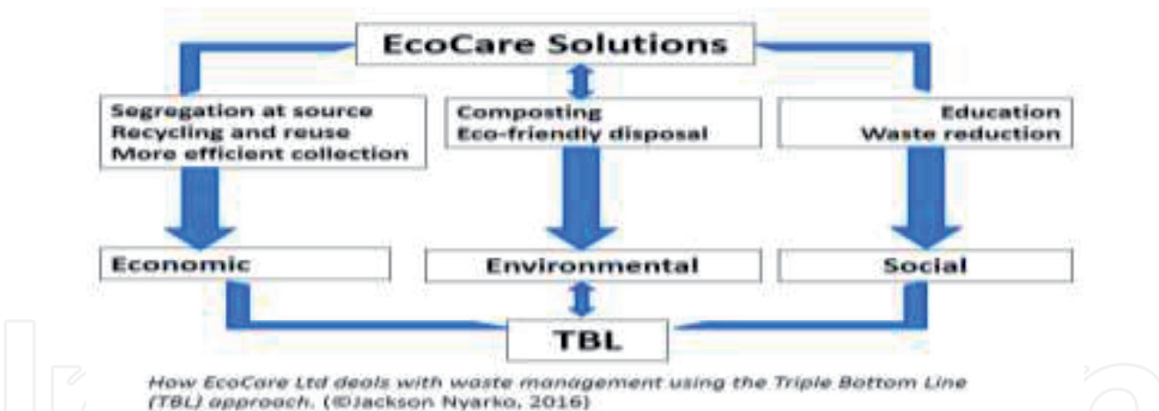 EcoCare Solutions
Segregation at source
Recycling and reuse
More efficient collection
Composting
Eco-friendly disposal
Education
Waste reduction
Economic
Environmental
Social
TBL
How EcoCare Ltd deals with waste management using the Triple Bottom Line
(TBL) approach. (©Jackson Nyarko, 2016)